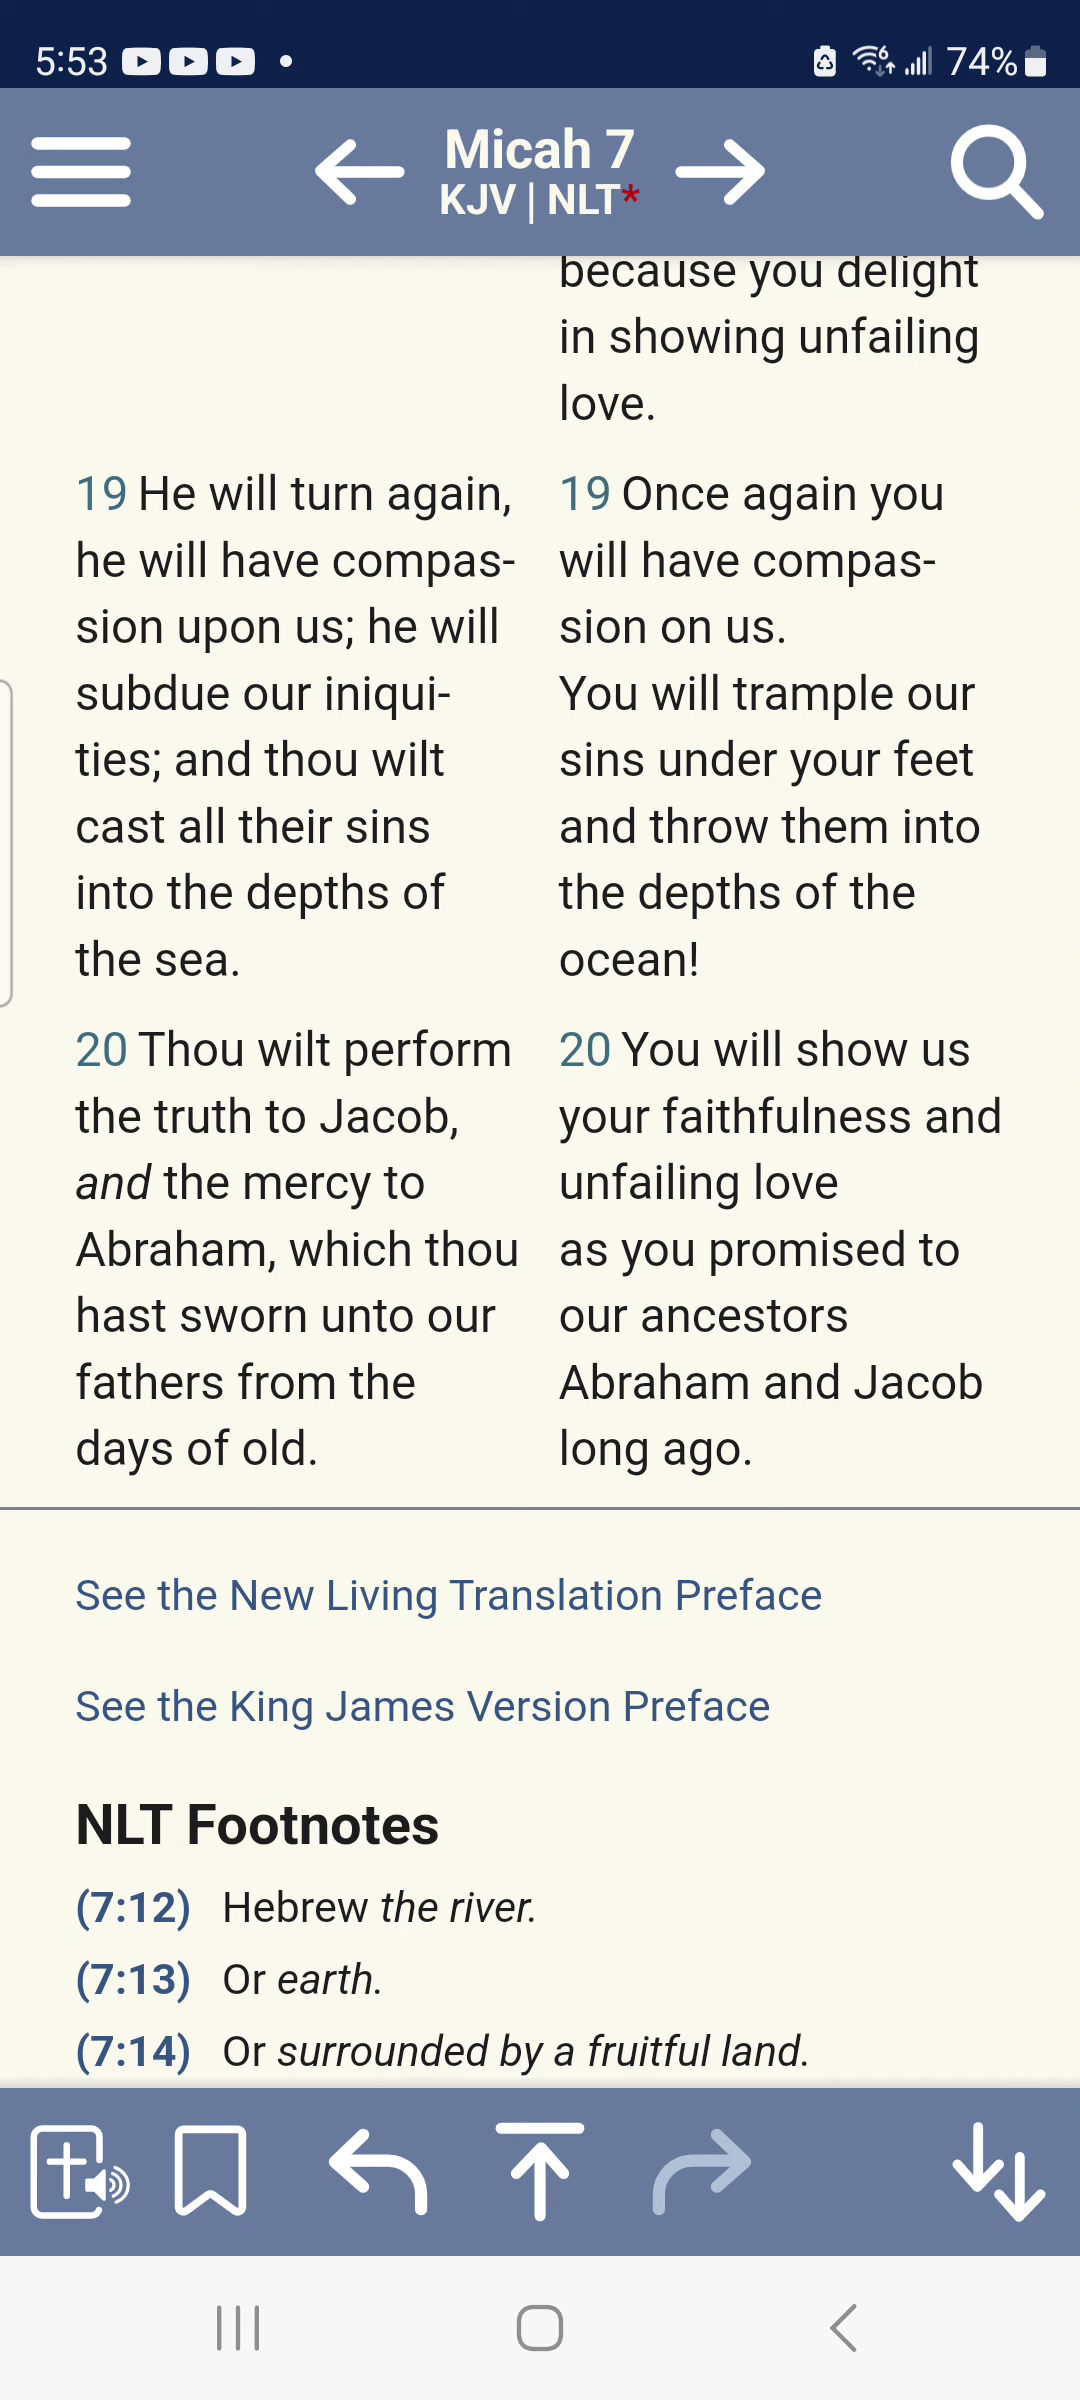 5:53
6
74%
Micah 7
KJV | NLT*
because you delight
in showing unfailing
love.
19 He will turn again,
he will have compas-
sion upon us; he will
subdue our iniqui-
ties; and thou wilt
cast all their sins
into the depths of
the sea.
19 Once again you
will have compas-
sion on us.
You will trample our
sins under your feet
and throw them into
the depths of the
ocean!
20 Thou wilt perform
the truth to Jacob,
and the mercy to
Abraham, which thou
hast sworn unto our
fathers from the
days of old.
20 You will show us
your faithfulness and
unfailing love
as you promised to
our ancestors
Abraham and Jacob
long ago.
See the New Living Translation Preface
See the King James Version Preface
NLT Footnotes
(7:12) Hebrew the river.
(7:13) Or earth.
(7:14) Or surrounded by a fruitful land.